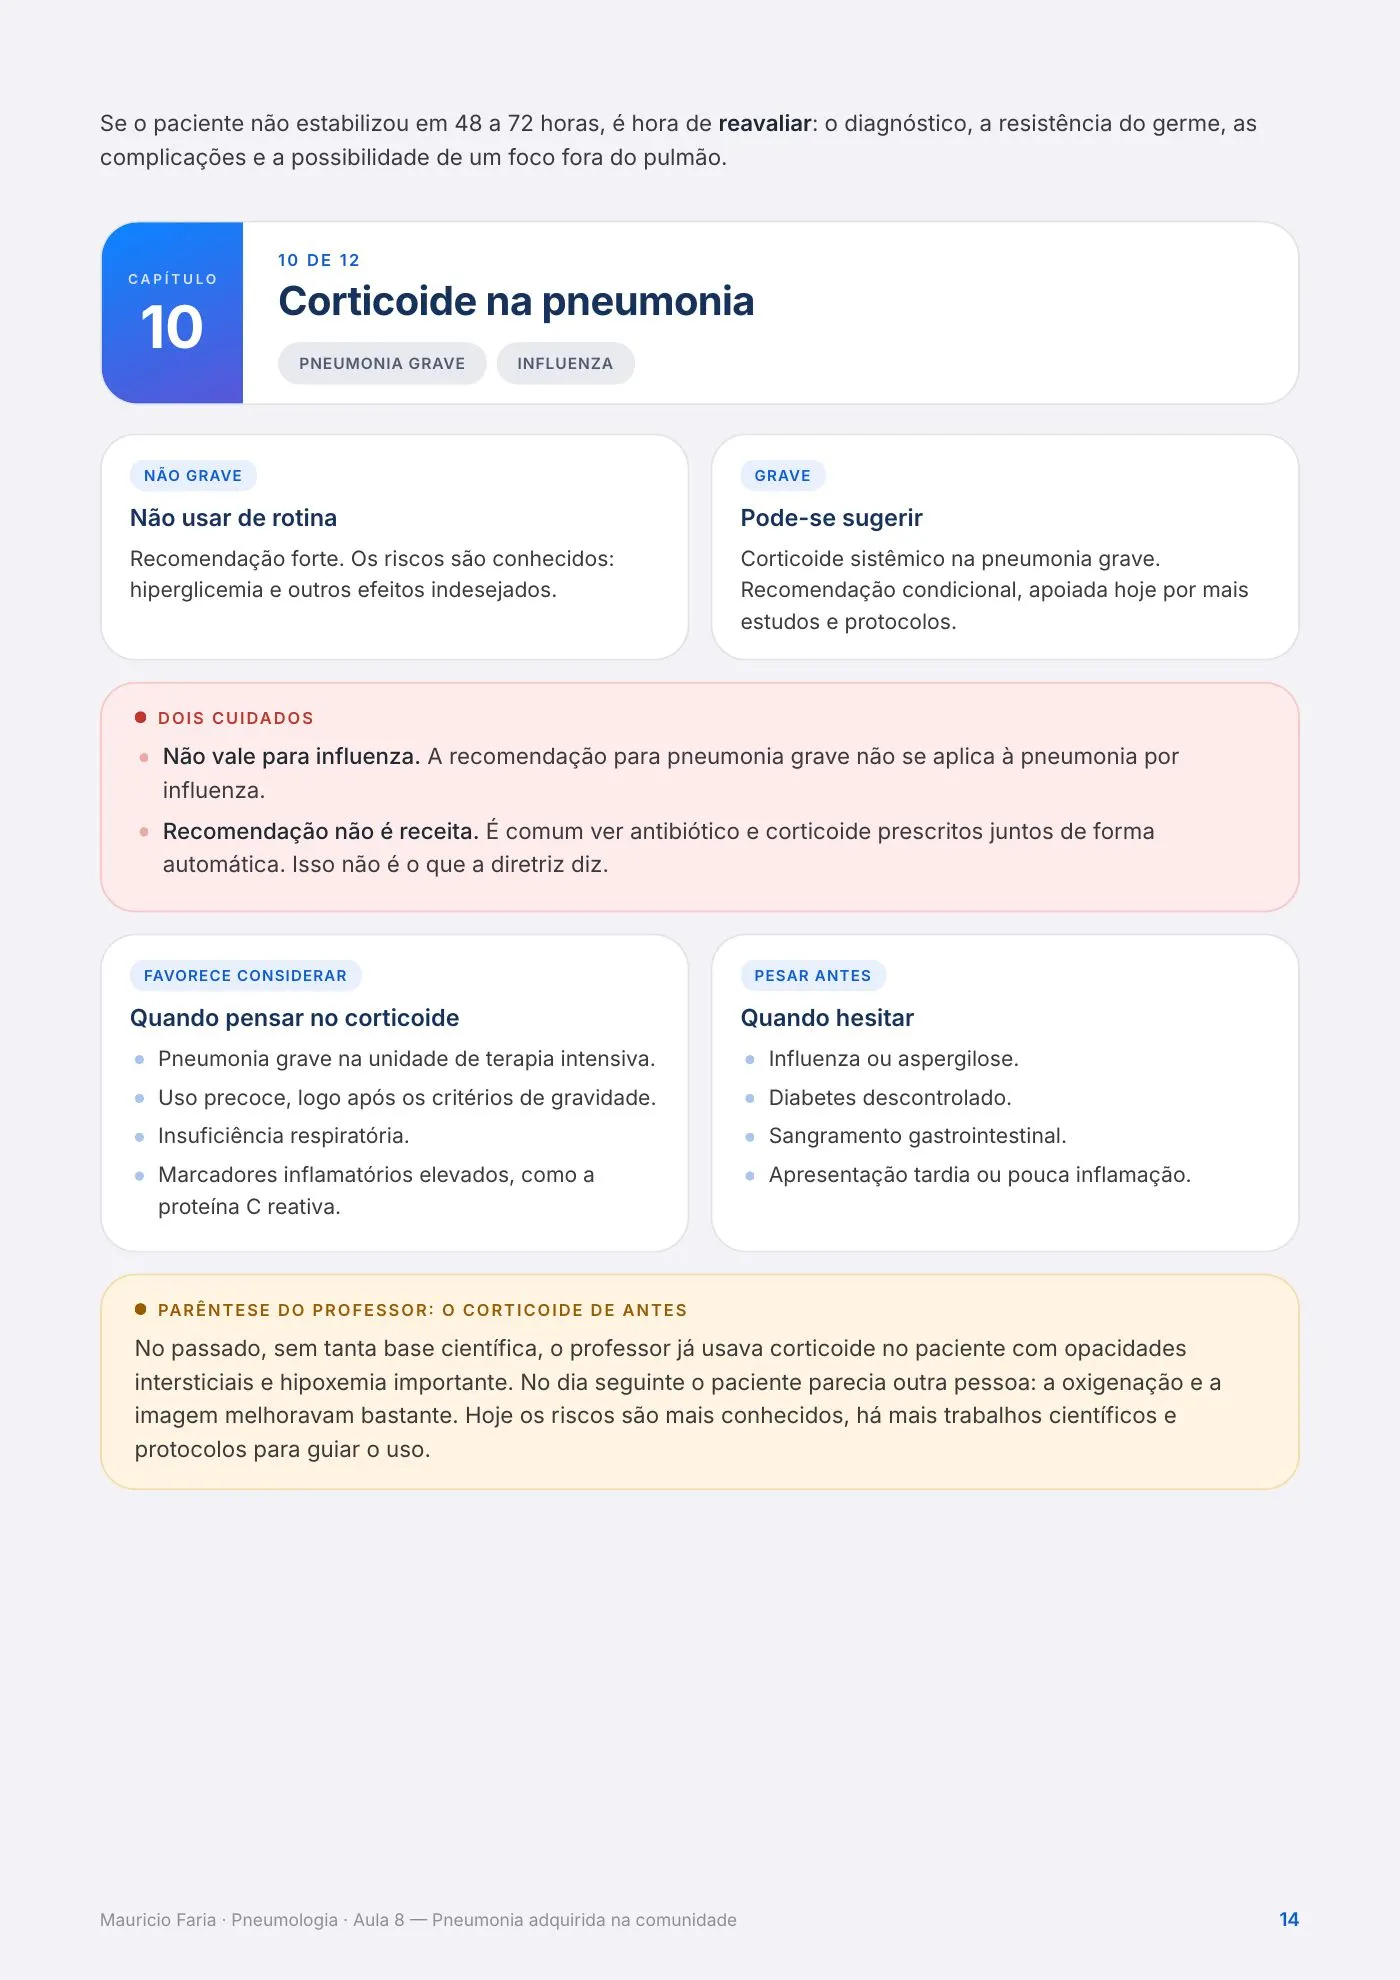 Se o paciente não estabilizou em 48 a 72 horas, é hora de reavaliar: o diagnóstico, a resistência do germe, as
complicações e a possibilidade de um foco fora do pulmão.
CAPÍTULO
10
10 DE 12
Corticoide na pneumonia
PNEUMONIA GRAVE
INFLUENZA
NÃO GRAVE
Não usar de rotina
Recomendação forte. Os riscos são conhecidos:
hiperglicemia e outros efeitos indesejados.
GRAVE
Pode-se sugerir
Corticoide sistêmico na pneumonia grave.
Recomendação condicional, apoiada hoje por mais
estudos e protocolos.
DOIS CUIDADOS
Não vale para influenza. A recomendação para pneumonia grave não se aplica à pneumonia por
influenza.
Recomendação não é receita. É comum ver antibiótico e corticoide prescritos juntos de forma
automática. Isso não é o que a diretriz diz.
FAVORECE CONSIDERAR
Quando pensar no corticoide
Pneumonia grave na unidade de terapia intensiva.
Uso precoce, logo após os critérios de gravidade.
Insuficiência respiratória.
Marcadores inflamatórios elevados, como a
proteína C reativa.
PESAR ANTES
Quando hesitar
Influenza ou aspergilose.
Diabetes descontrolado.
Sangramento gastrointestinal.
Apresentação tardia ou pouca inflamação.
PARÊNTESE DO PROFESSOR: O CORTICOIDE DE ANTES
No passado, sem tanta base científica, o professor já usava corticoide no paciente com opacidades
intersticiais e hipoxemia importante. No dia seguinte o paciente parecia outra pessoa: a oxigenação e a
imagem melhoravam bastante. Hoje os riscos são mais conhecidos, há mais trabalhos científicos e
protocolos para guiar o uso.
Mauricio Faria · Pneumologia · Aula 8 — Pneumonia adquirida na comunidade
14